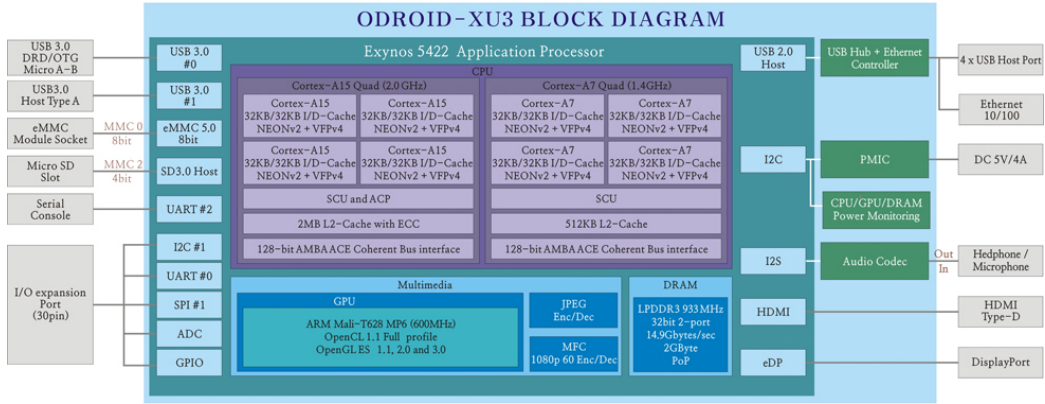 ODROID-XU3 BLOCK DIAGRAM
USB 3.0
DRD/OTG
Micro A-B
USB3.0
Host Type A
eMMC
Module Socket
MMC 0
8bit
Micro SD
Slot
MMC 2
4bit
Serial
Console
I/O expansion
Port
(30pin)
Exynos 5422 Application Processor
USB 3.0
#0
USB 3.0
#1
eMMC 5.0
8bit
SD3.0 Host
UART #2
I2C #1
UART #0
SPI #1
ADC
GPIO
CPU
Cortex-A15 Quad (2.0GHz)
Cortex-A15
32KB/32KB I/D-Cache
NEONv2 + VFPv4
Cortex-A15
32KB/32KB I/D-Cache
NEONv2 + VFPv4
Cortex-A15
32KB/32KB I/D-Cache
NEONv2 + VFPv4
Cortex-A15
32KB/32KB I/D-Cache
NEONv2 + VFPv4
SCU and ACP
2MB L2-Cache with ECC
128-bit AMBA ACE Coherent Bus interface
Cortex-A7 Quad (1.4GHz)
Cortex-A7
32KB/32KB I/D-Cache
NEONv2 + VFPv4
Cortex-A7
32KB/32KB I/D-Cache
NEONv2 + VFPv4
Cortex-A7
32KB/32KB I/D-Cache
NEONv2 + VFPv4
Cortex-A7
32KB/32KB I/D-Cache
NEONv2 + VFPv4
SCU
512KB L2-Cache
128-bit AMBA ACE Coherent Bus interface
Multimedia
GPU
ARM Mali-T628 MP6 (600MHz)
OpenCL 1.1 Full profile
OpenGL ES 1.1, 2.0 and 3.0
JPEG
Enc/Dec
MFC
1080p 60 Enc/Dec
DRAM
LPDDR3 933MHz
32bit 2-port
14.9Gbytes/sec
2GByte
PoP
USB 2.0
Host
I2C
I2S
HDMI
eDP
USB Hub + Ethernet
Controller
PMIC
CPU/GPU/DRAM
Power Monitoring
Audio Codec
Out
In
4 x USB Host Port
Ethernet
10/100
DC 5V/4A
Hedphone /
Microphone
HDMI
Type-D
DisplayPort